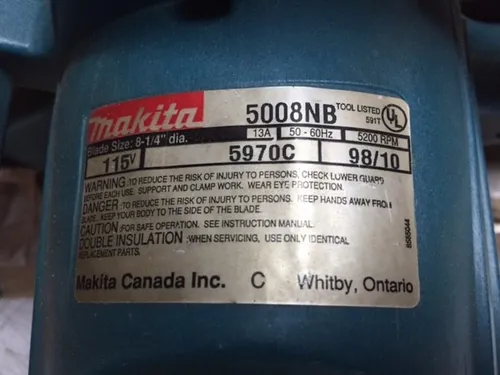 makita 5008NB TOOL LISTED 591T UL
Blade Size: 8-1/4" dia. 13A 50 - 60Hz 5200 RPM
115V 5970C 98/10
WARNING: TO REDUCE THE RISK OF INJURY TO PERSONS. CHECK LOWER GUARD
BEFORE EACH USE. SUPPORT AND CLAMP WORK. WEAR EYE PROTECTION.
DANGER: TO REDUCE THE RISK OF INJURY TO PERSONS. KEEP HANDS AWAY FROM
BLADE. KEEP YOUR BODY TO THE SIDE OF THE BLADE.
CAUTION: FOR SAFE OPERATION. SEE INSTRUCTION MANUAL.
DOUBLE INSULATION: WHEN SERVICING, USE ONLY IDENTICAL
REPLACEMENT PARTS.
Makita Canada Inc. C Whitby, Ontario